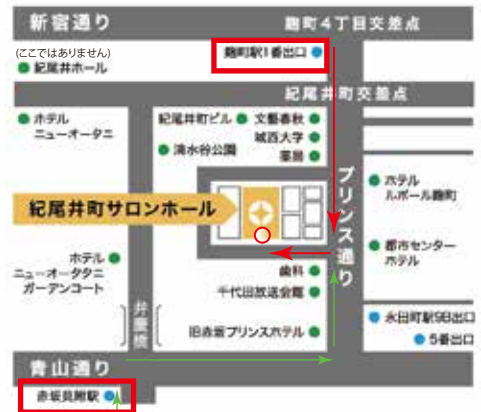 新宿通り
麹町4丁目交差点
(ここではありません)
紀尾井ホール
麹町駅1番出口
紀尾井町交差点
ホテル
ニューオータニ
紀尾井町ビル
文藝春秋
城西大学
清水谷公園
薬局
プリンス通り
ホテル
ルポール麹町
紀尾井町サロンホール
都市センター
ホテル
ホテル
ニューオータタニ
ガーアンコート
歯科
千代田放送会館
弁慶橋
旧赤坂プリンスホテル
永田町駅9B出口
5番出口
青山通り
赤坂見附駅